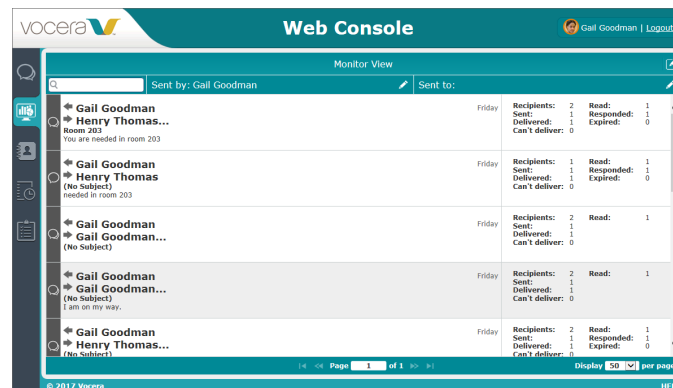 vocera
Web Console
Gail Goodman | Logout
Monitor View
Sent by: Gail Goodman
Sent to:
Gail Goodman
Henry Thomas...
Room 203
You are needed in room 203
Friday
Recipients: 2 Read: 1
Sent: 1 Responded: 1
Delivered: 1 Expired: 0
Can't deliver: 0
Gail Goodman
Henry Thomas
(No Subject)
needed in room 203
Friday
Recipients: 2 Read: 1
Sent: 1 Responded: 1
Delivered: 1 Expired: 0
Can't deliver: 0
Gail Goodman
Gail Goodman...
(No Subject)
Friday
Recipients: 2 Read: 1
Sent: 1
Delivered: 1
Can't deliver: 0
Gail Goodman
Gail Goodman...
(No Subject)
I am on my way.
Friday
Recipients: 2 Read: 1
Sent: 1
Delivered: 1
Can't deliver: 0
Gail Goodman
Henry Thomas...
(No Subject)
Friday
Recipients: 2 Read: 1
Sent: 1 Responded: 1
Delivered: 1 Expired: 0
Can't deliver: 0
Page 1 of 1
Display 50 per page
© 2017 Vocera